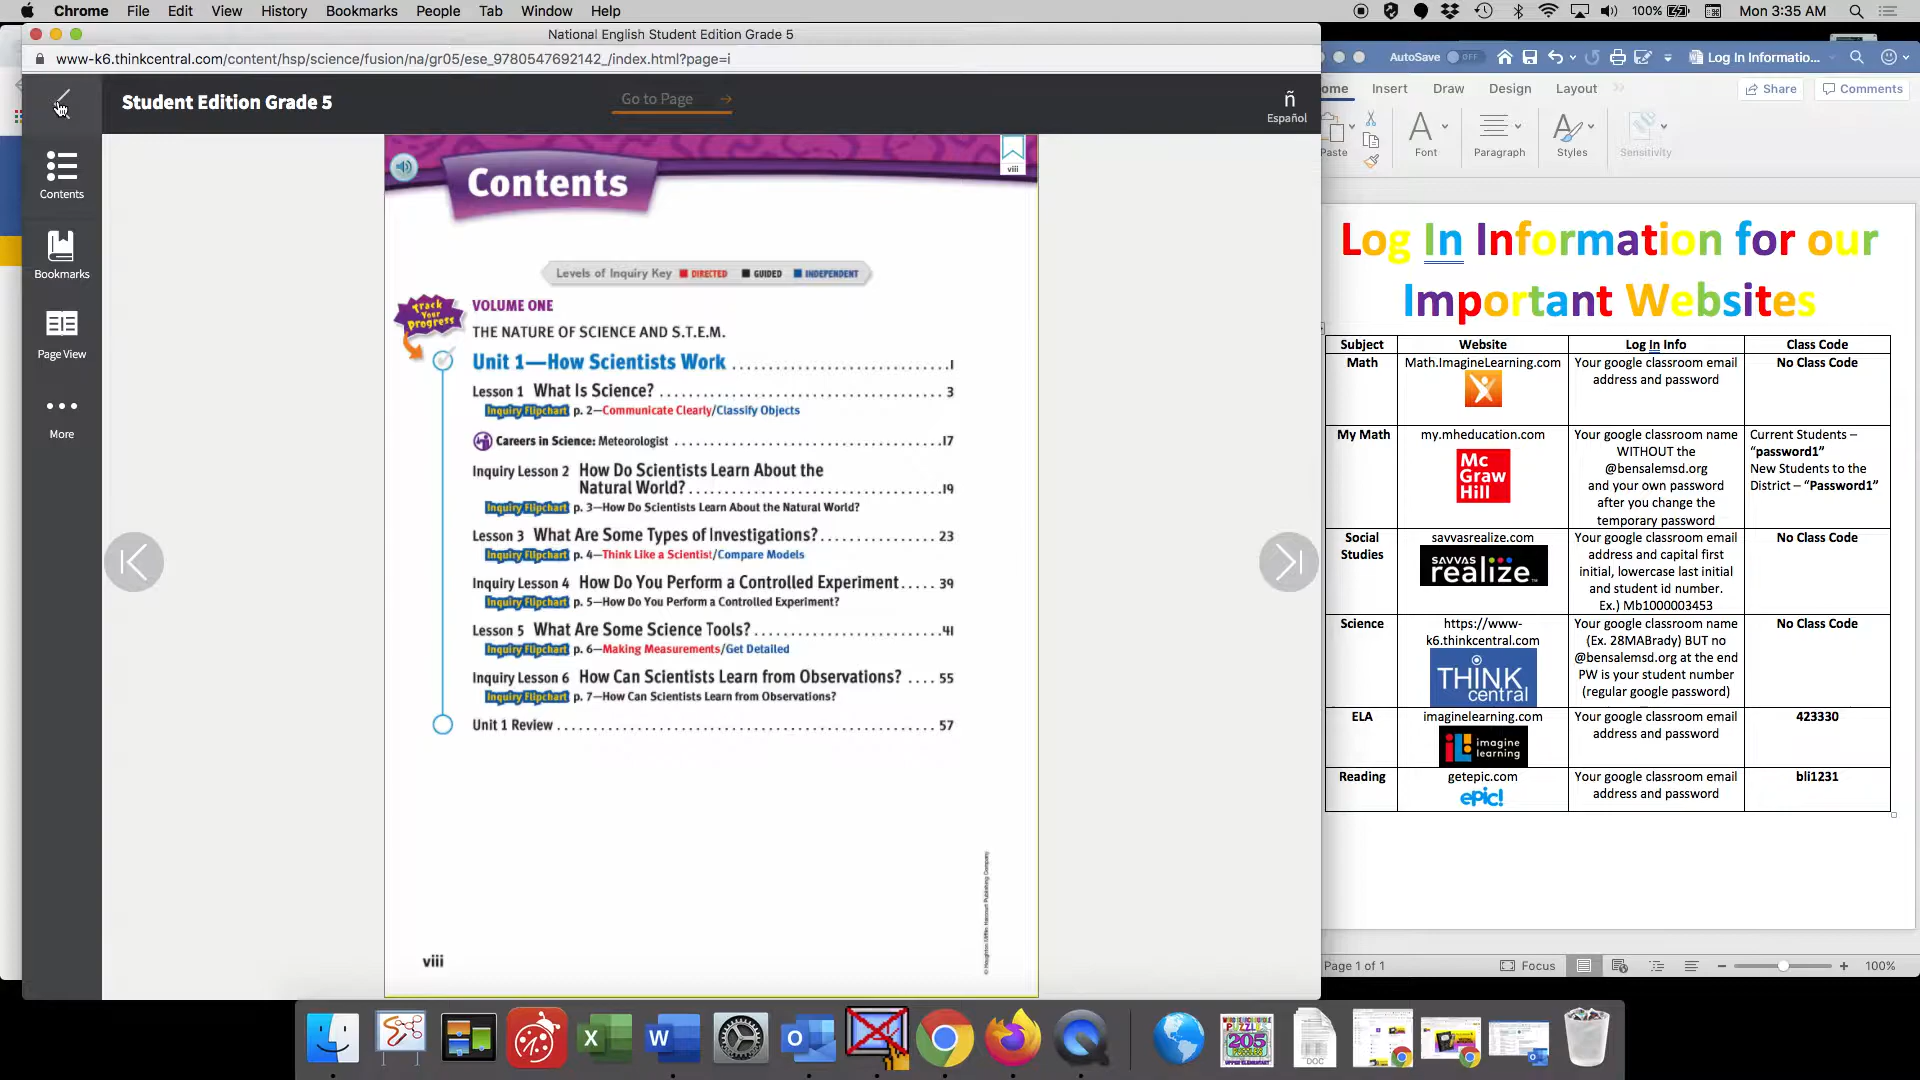 Chrome File Edit View History Bookmarks People Tab Window Help
100% Mon 3:35 AM
National English Student Edition Grade 5
www-k6.thinkcentral.com/content/hsp/science/fusion/na/gr05/ese_9780547692142_/index.html?page=i
Student Edition Grade 5
Go to Page
ñ
Español
Contents
Bookmarks
Page View
More
Contents
viii
Levels of Inquiry Key DIRECTED GUIDED INDEPENDENT
Track
Your
Progress
VOLUME ONE
THE NATURE OF SCIENCE AND S.T.E.M.
Unit 1—How Scientists Work 1
Lesson 1 What Is Science? 3
Inquiry Flipchart p. 2—Communicate Clearly/Classify Objects
Careers in Science: Meteorologist 17
Inquiry Lesson 2 How Do Scientists Learn About the
Natural World? 19
Inquiry Flipchart p. 3—How Do Scientists Learn About the Natural World?
Lesson 3 What Are Some Types of Investigations? 23
Inquiry Flipchart p. 4—Think Like a Scientist/Compare Models
Inquiry Lesson 4 How Do You Perform a Controlled Experiment 39
Inquiry Flipchart p. 5—How Do You Perform a Controlled Experiment?
Lesson 5 What Are Some Science Tools? 41
Inquiry Flipchart p. 6—Making Measurements/Get Detailed
Inquiry Lesson 6 How Can Scientists Learn from Observations? 55
Inquiry Flipchart p. 7—How Can Scientists Learn from Observations?
Unit 1 Review 57
© Houghton Mifflin Harcourt Publishing Company
viii
AutoSave OFF Log In Informatio...
ome Insert Draw Design Layout Share Comments
Paste Font Paragraph Styles Sensitivity
Log In Information for our
Important Websites
Subject Website Log In Info Class Code
Math Math.ImagineLearning.com Your google classroom email address and password No Class Code
My Math my.mheducation.com Your google classroom name
WITHOUT the
@bensalemsd.org
and your own password
after you change the
temporary password
Current Students –
“password1”
New Students to the
District – “Password1”
Mc
Graw
Hill
Social
Studies
savvasrealize.com
SAVVAS
realize™
Your google classroom email
address and capital first
initial, lowercase last initial
and student id number.
Ex.) Mb1000003453
No Class Code
Science
https://www-
k6.thinkcentral.com
THINK
central
Your google classroom name
(Ex. 28MABrady) BUT no
@bensalemsd.org at the end
PW is your student number
(regular google password)
No Class Code
ELA
imaginelearning.com
imagine
learning
Your google classroom email
address and password
423330
Reading
getepic.com
epic!
Your google classroom email
address and password
bli1231
Page 1 of 1 Focus 100%
X W O
PUZZLES
205
DOC